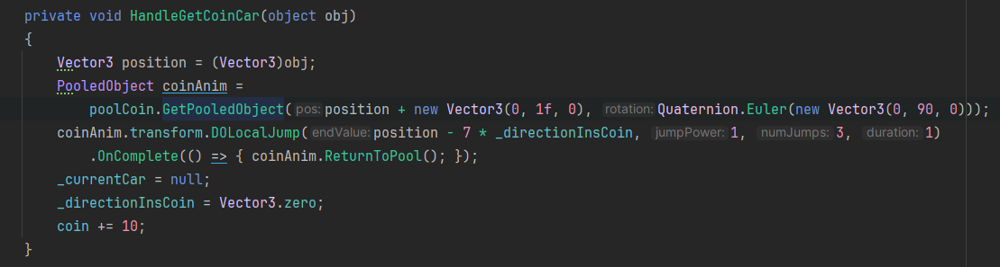 private void HandleGetCoinCar(object obj)
{
Vector3 position = (Vector3)obj;
PooledObject coinAnim =
poolCoin.GetPooledObject(pos: position + new Vector3(0, 1f, 0), rotation: Quaternion.Euler(new Vector3(0, 90, 0)));
coinAnim.transform.DOLocalJump(endValue: position - 7 * _directionInsCoin, jumpPower: 1, numJumps: 3, duration: 1)
.OnComplete(() => { coinAnim.ReturnToPool(); });
_currentCar = null;
_directionInsCoin = Vector3.zero;
coin += 10;
}